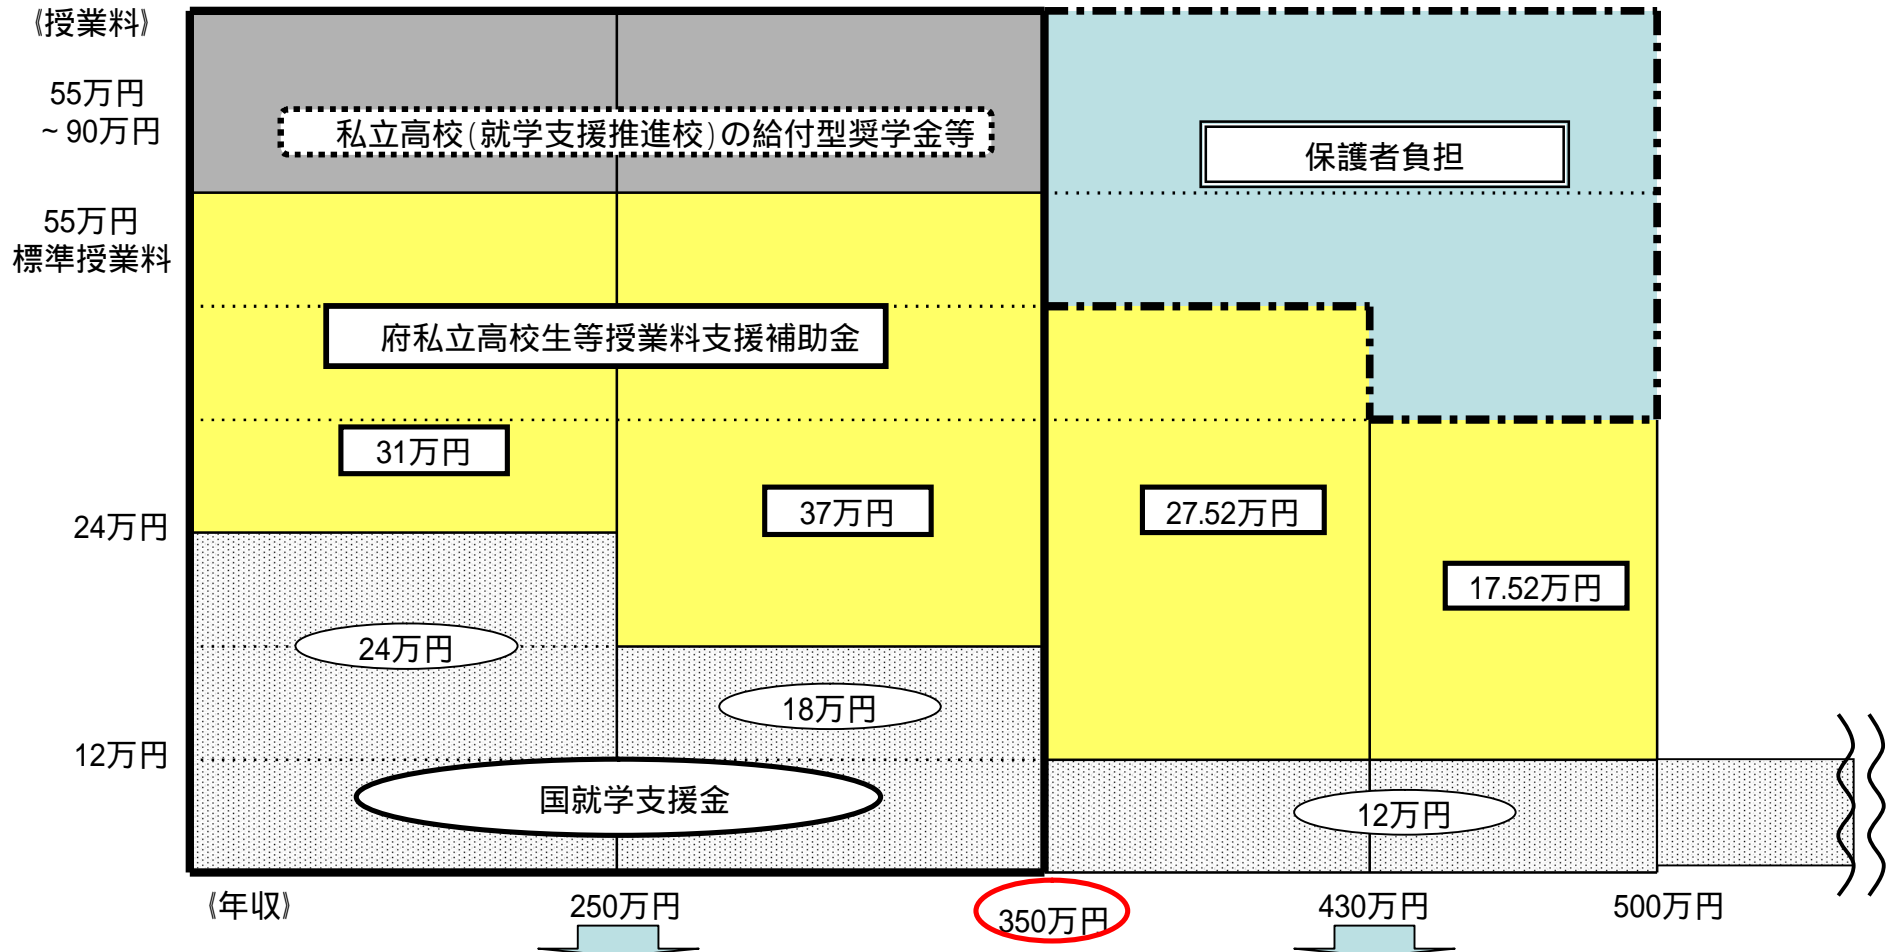 《授業料》
55万円
~90万円
私立高校(就学支援推進校)の給付型奨学金等
保護者負担
55万円
標準授業料
府私立高校生等授業料支援補助金
31万円
37万円
27.52万円
24万円
17.52万円
24万円
18万円
12万円
国就学支援金
12万円
《年収》
250万円
350万円
430万円
500万円